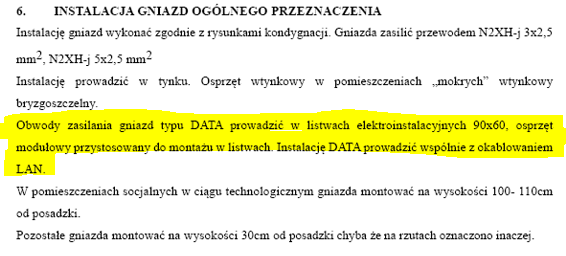 6. INSTALACJA GNIAZD OGÓLNEGO PRZEZNACZENIA
Instalację gniazd wykonać zgodnie z rysunkami kondygnacji. Gniazda zasilić przewodem N2XH-j 3x2,5
mm2, N2XH-j 5x2,5 mm2
Instalację prowadzić w tynku. Osprzęt wtynkowy w pomieszczeniach „mokrych” wtynkowy
bryzgoszczelny.
Obwody zasilania gniazd typu DATA prowadzić w listwach elektroinstalacyjnych 90x60, osprzęt
modułowy przystosowany do montażu w listwach. Instalację DATA prowadzić wspólnie z okablowaniem
LAN.
W pomieszczeniach socjalnych w ciągu technologicznym gniazda montować na wysokości 100- 110cm
od posadzki.
Pozostałe gniazda montować na wysokości 30cm od posadzki chyba że na rzutach oznaczono inaczej.